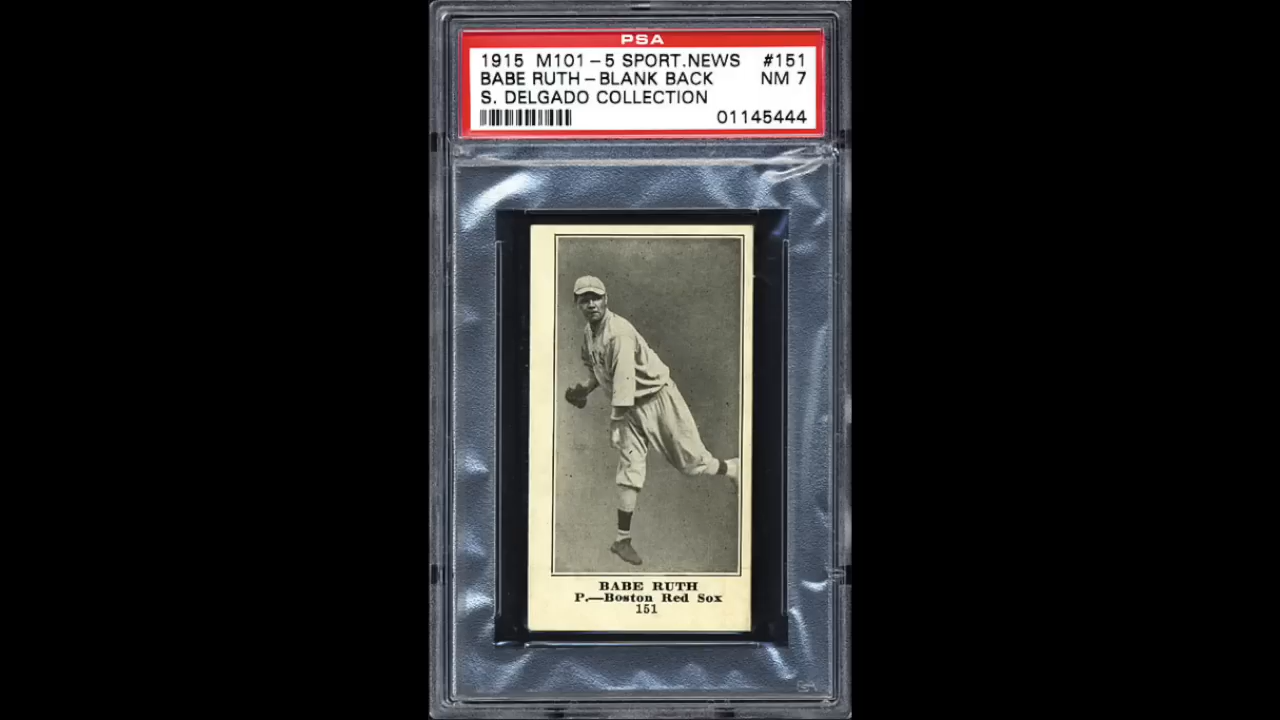 PSA
1915 M101-5 SPORT.NEWS #151
BABE RUTH-BLANK BACK NM 7
S. DELGADO COLLECTION
01145444
BABE RUTH
P.—Boston Red Sox
151